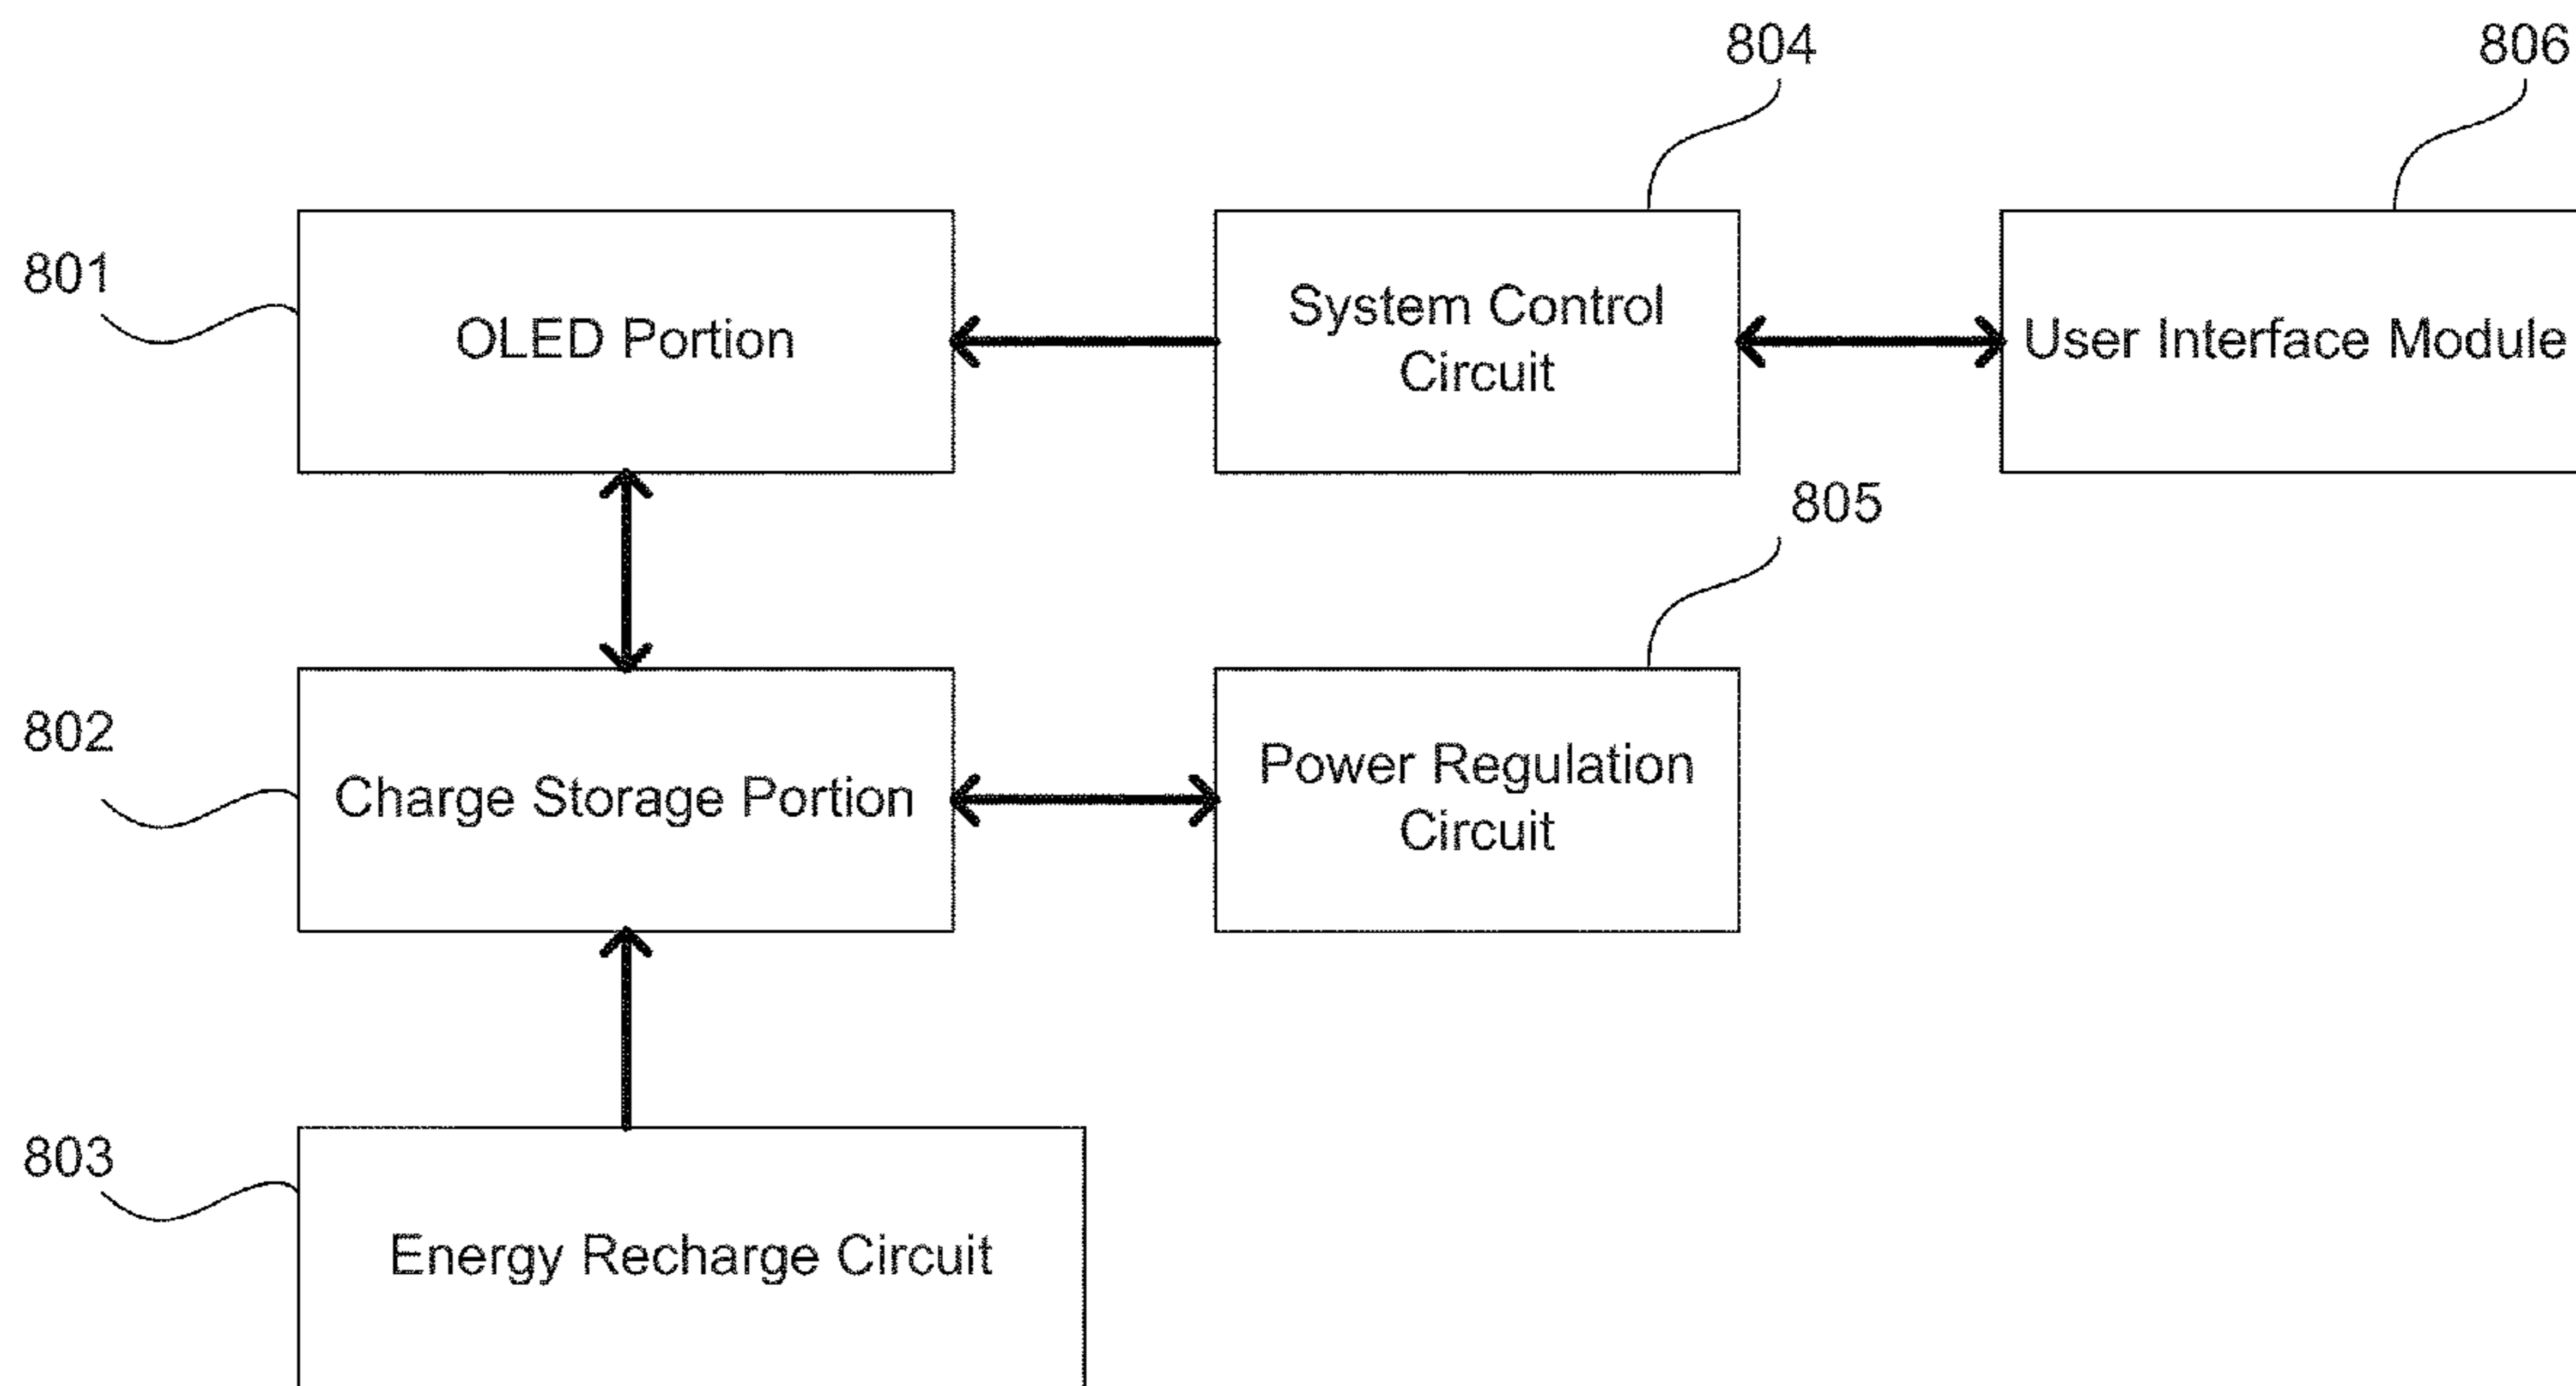 804
806
801
OLED Portion
System Control
Circuit
User Interface Module
805
802
Charge Storage Portion
Power Regulation
Circuit
803
Energy Recharge Circuit